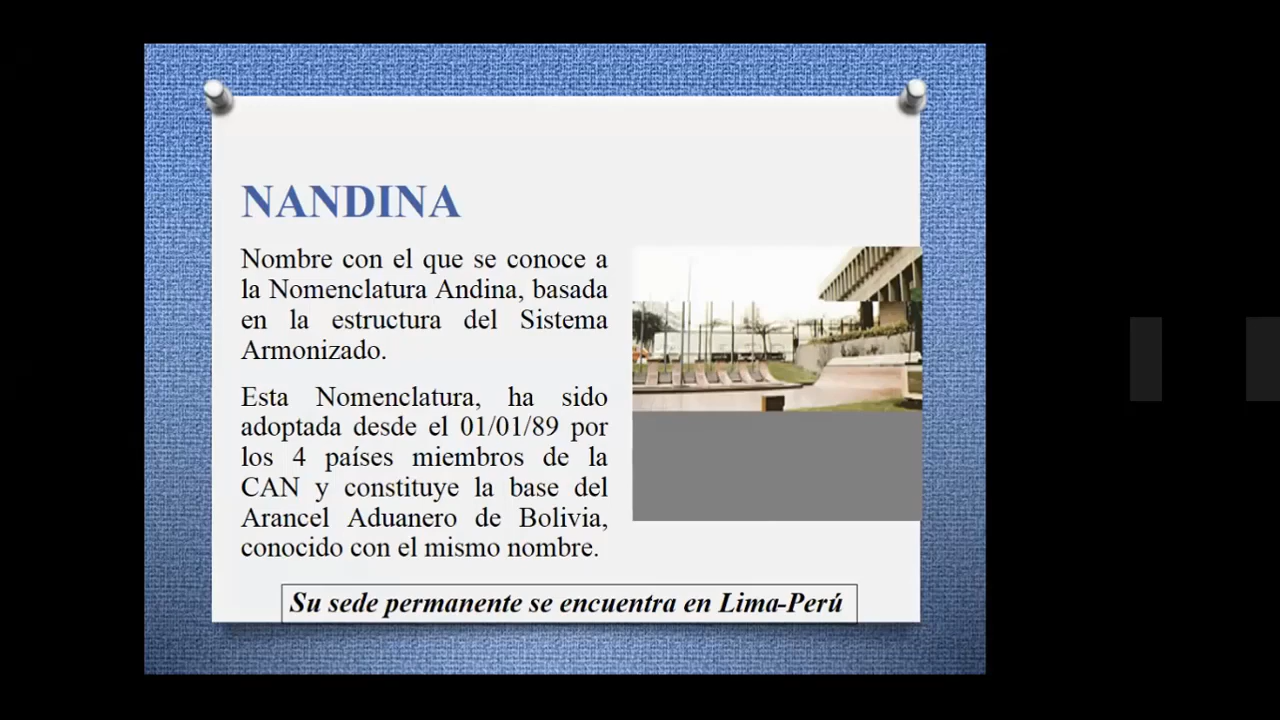 NANDINA
Nombre con el que se conoce a
la Nomenclatura Andina, basada
en la estructura del Sistema
Armonizado.
Esta Nomenclatura, ha sido
adoptada desde el 01/01/89 por
los 4 países miembros de la
CAN y constituye la base del
Arancel Aduanero de Bolivia,
conocido con el mismo nombre.
Su sede permanente se encuentra en Lima-Perú